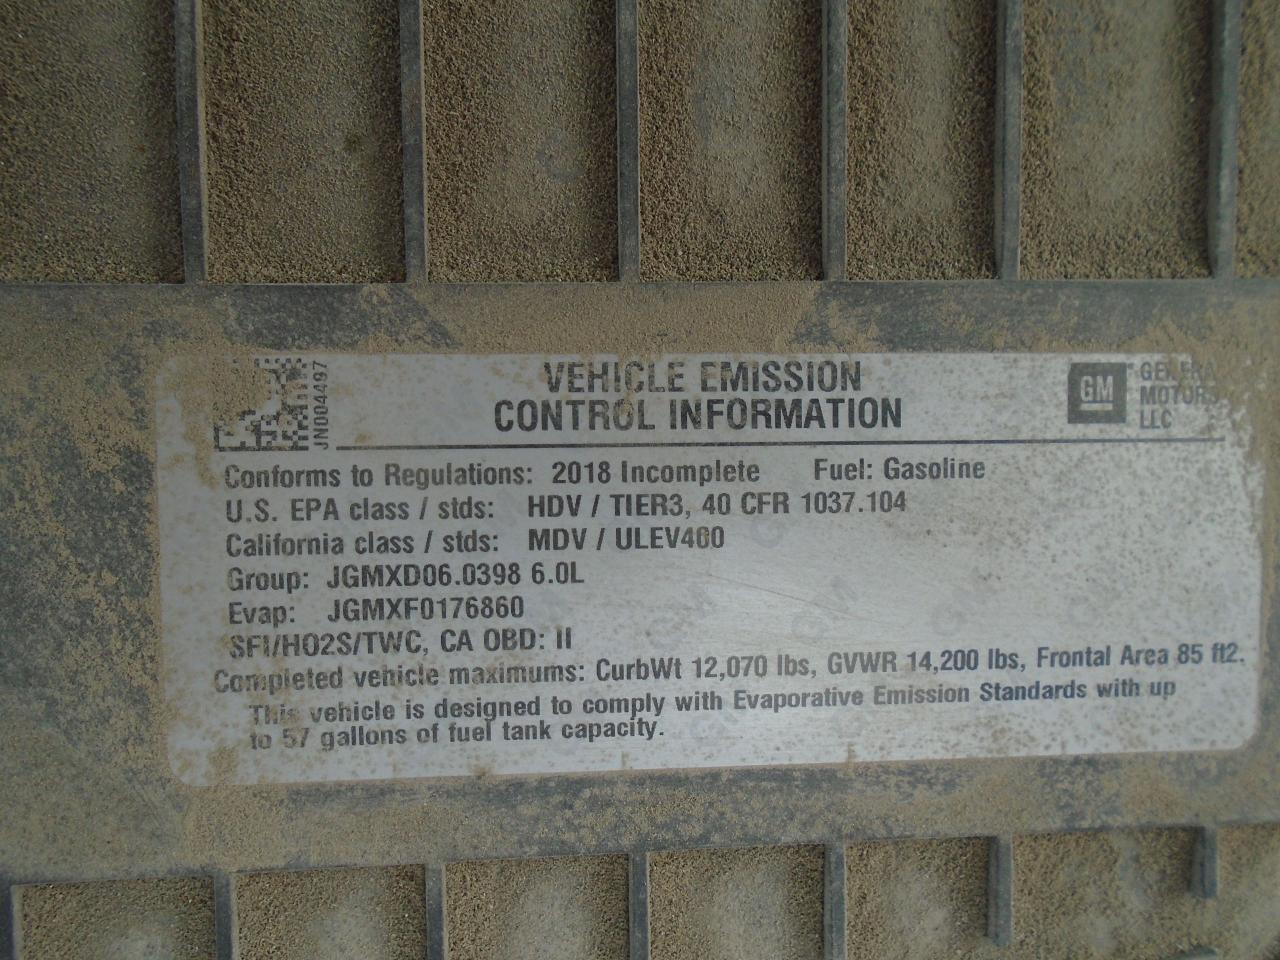 JN004497
VEHICLE EMISSION
CONTROL INFORMATION
GM
GENERAL
MOTORS
LLC
Conforms to Regulations: 2018 Incomplete Fuel: Gasoline
U.S. EPA class / stds: HDV / TIER3, 40 CFR 1037.104
California class / stds: MDV / ULEV400
Group: JGMXD06.0398 6.0L
Evap: JGMXF0176860
SFI/HO2S/TWC, CA OBD: II
Completed vehicle maximums: CurbWt 12,070 lbs, GVWR 14,200 lbs, Frontal Area 85 ft2.
This vehicle is designed to comply with Evaporative Emission Standards with up
to 57 gallons of fuel tank capacity.